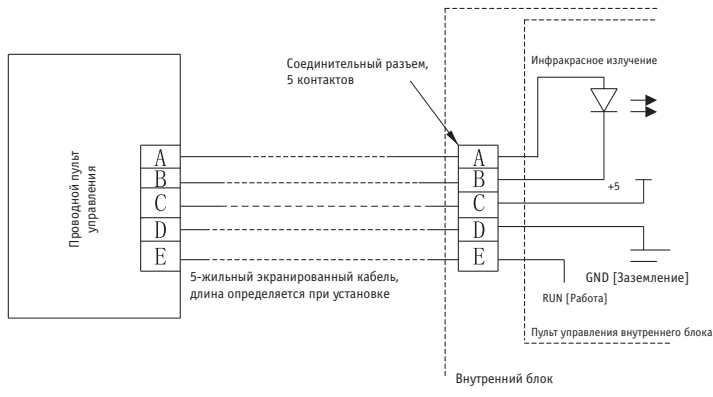 Соединительный разъем,
5 контактов
Инфракрасное излучение
Проводной пульт
управления
A
B
C
D
E
A
B
C
D
E
+5
GND [Заземление]
RUN [Работа]
5-жильный экранированный кабель,
длина определяется при установке
Пульт управления внутреннего блока
Внутренний блок